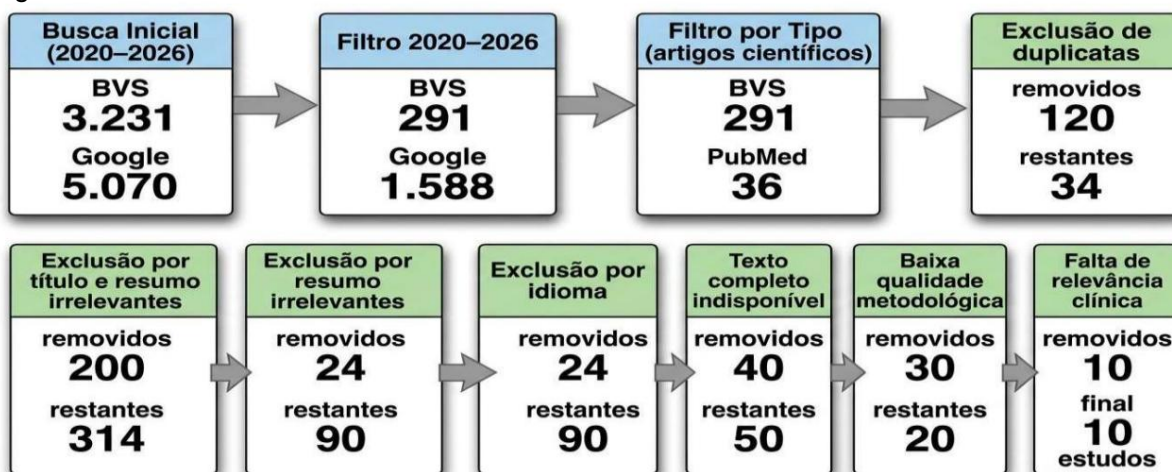 Busca Inicial
(2020–2026)
BVS
3.231
Google
5.070
Filtro 2020–2026
BVS
291
Google
1.588
Filtro por Tipo
(artigos científicos)
BVS
291
PubMed
36
Exclusão de
duplicatas
removidos
120
restantes
34
Exclusão por
título e resumo
irrelevantes
removidos
200
restantes
314
Exclusão por
resumo
irrelevantes
removidos
24
restantes
90
Exclusão por
idioma
removidos
24
restantes
90
Texto
completo
indisponível
removidos
40
restantes
50
Baixa
qualidade
metodológica
removidos
30
restantes
20
Falta de
relevância
clínica
removidos
10
final
10
estudos